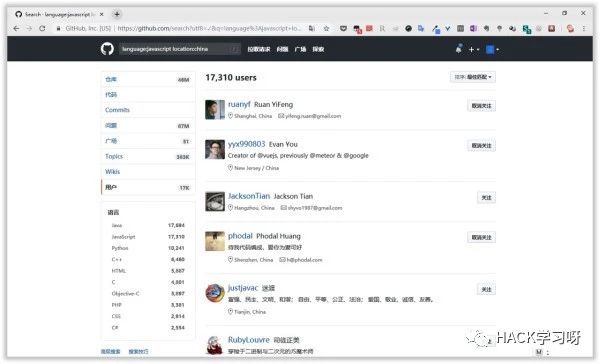 Search · language:javascript
GitHub, Inc. [US]
https://github.com/search?utf8=✓&q=language%3Ajavascript+lo...
language:javascript location:china
拉取请求 问题 广场 探索
仓库 46M
代码
Commits
问题 67M
广场 51
Topics 303K
Wikis
用户 17K
语言
Java 17,694
JavaScript 17,310
Python 10,241
C++ 6,460
HTML 5,887
C 4,801
Objective-C 3,697
PHP 3,201
CSS 2,914
C# 2,554
高级搜索 搜索技巧
17,310 users
排序: 最佳匹配
ruanyf Ruan YiFeng
取消关注
Shanghai, China yifeng.ruan@gmail.com
yyx990803 Evan You
取消关注
Creator of @vuejs, previously @meteor & @google
New Jersey / China
JacksonTian Jackson Tian
关注
Hangzhou, China shyvo1987@gmail.com
phodal Phodal Huang
取消关注
待我代码编成，娶你为妻可好
Shenzhen, China h@phodal.com
justjavac 迷渡
关注
富强、民主、文明、和谐；自由、平等、公正、法治；爱国、敬业、诚信、友善。
Tianjin, China
RubyLouvre 司徒正美
穿梭于二进制与二次元的JS魔术师
HACK学习呀